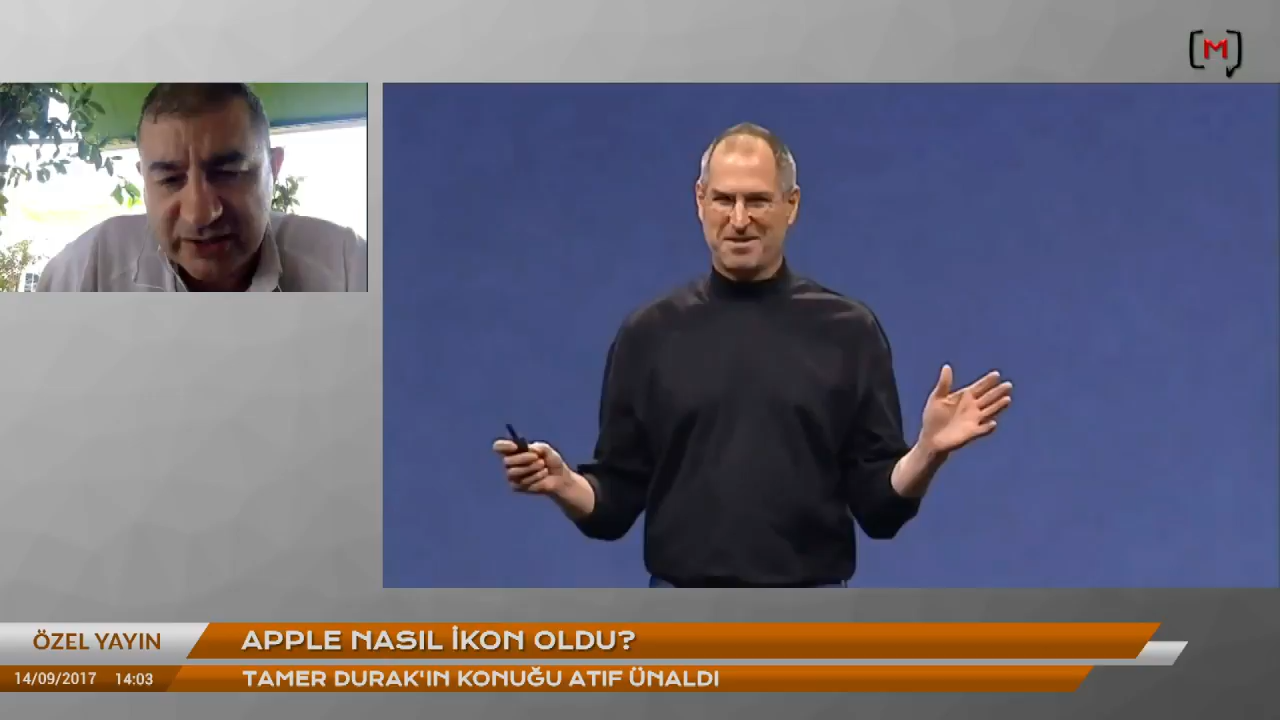 [M]
ÖZEL YAYIN
APPLE NASIL İKON OLDU?
14/09/2017 14:03
TAMER DURAK'IN KONUĞU ATIF ÜNALDI